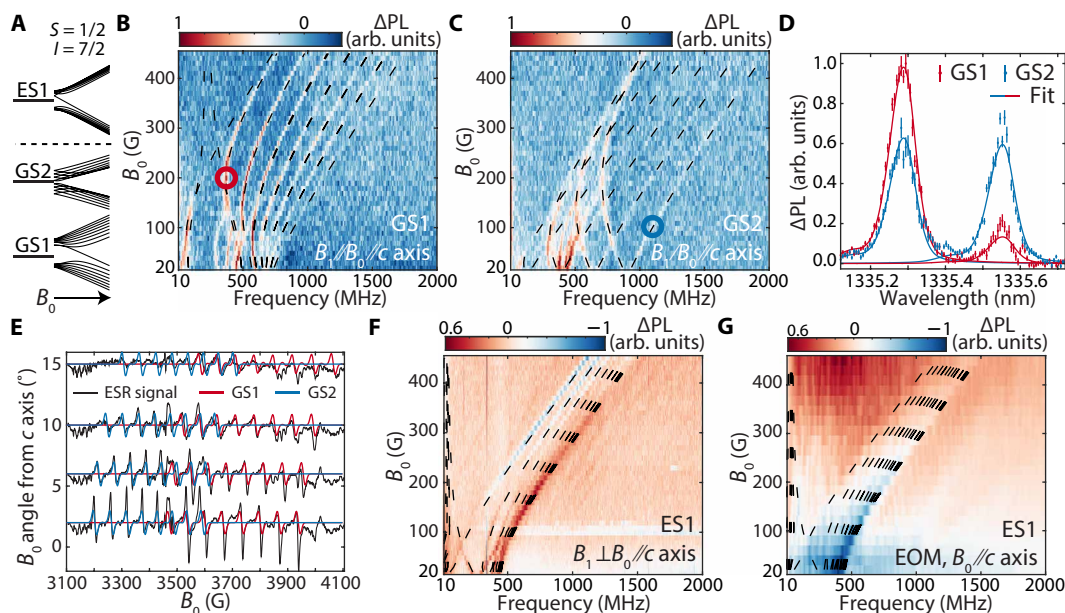 A
S = 1/2
I = 7/2
ES1
GS2
GS1
B₀
B
1
0
ΔPL
(arb. units)
B₀ (G)
400
300
200
100
20
GS1
B₁//B₀//c axis
10
500
1000
1500
2000
Frequency (MHz)
C
1
0
ΔPL
(arb. units)
B₀ (G)
400
300
200
100
20
GS2
B₁//B₀//c axis
10
500
1000
1500
2000
Frequency (MHz)
D
GS1
GS2
Fit
ΔPL (arb. units)
1.0
0.8
0.6
0.4
0.2
0.0
1335.2
1335.4
1335.6
Wavelength (nm)
E
B₀ angle from c axis (°)
15
10
5
0
ESR signal
GS1
GS2
3100
3300
3500
3700
3900
4100
B₀ (G)
F
0.6
0
−1
ΔPL
(arb. units)
B₀ (G)
400
300
200
100
20
ES1
B₁⊥B₀//c axis
10
500
1000
1500
2000
Frequency (MHz)
G
0.6
0
−1
ΔPL
(arb. units)
B₀ (G)
400
300
200
100
20
ES1
EOM, B₀//c axis
10
500
1000
1500
2000
Frequency (MHz)